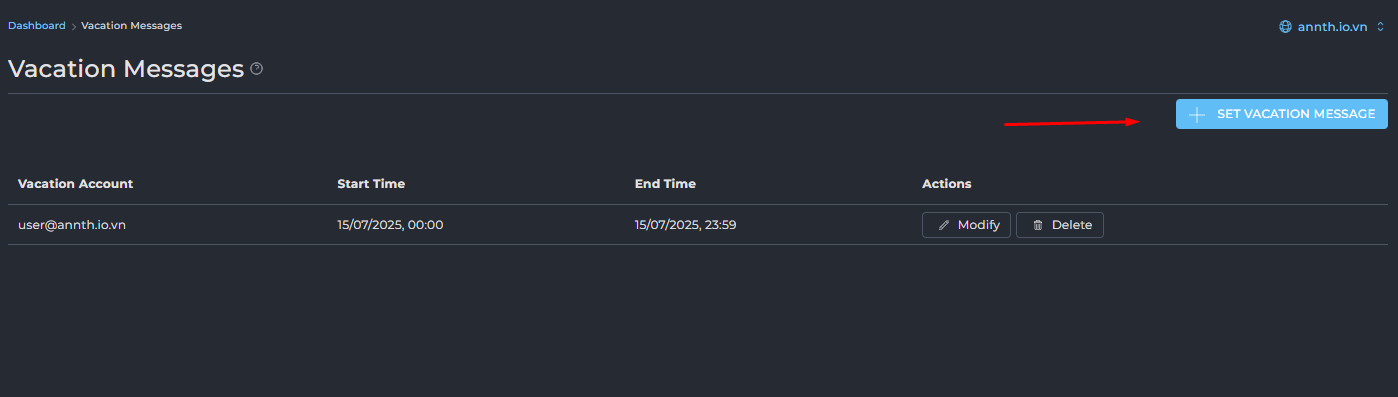 Dashboard > Vacation Messages
annth.io.vn
Vacation Messages
SET VACATION MESSAGE
Vacation Account Start Time End Time Actions
user@annth.io.vn 15/07/2025, 00:00 15/07/2025, 23:59 Modify Delete